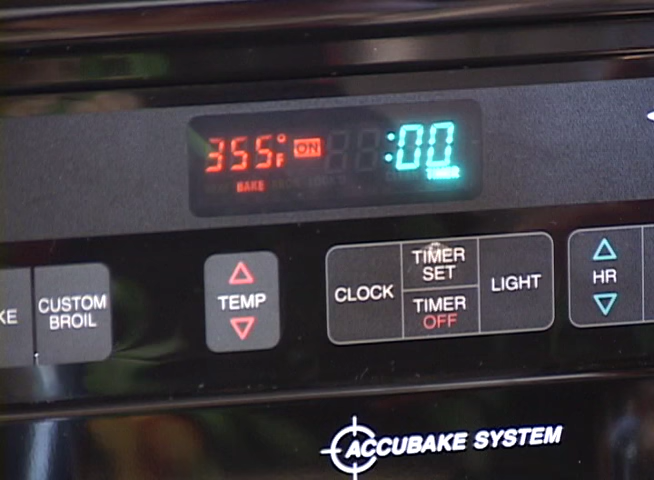 355°F ON :00
BAKE TIMER
KE
CUSTOM
BROIL
TEMP
CLOCK
TIMER
SET
TIMER
OFF
LIGHT
HR
ACCUBAKE SYSTEM